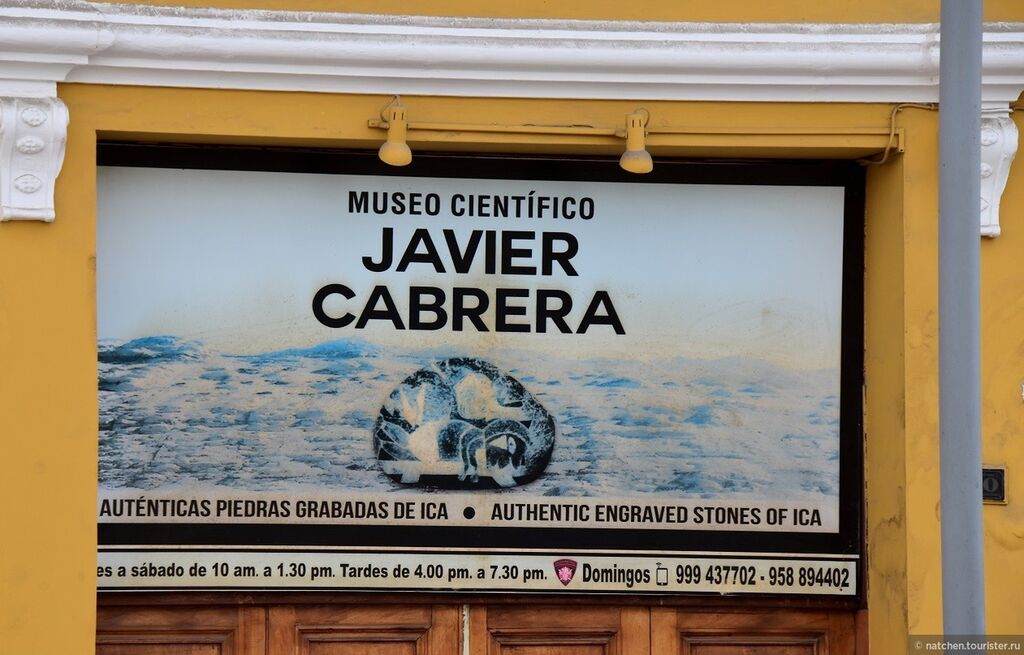 MUSEO CIENTÍFICO
JAVIER
CABRERA
AUTÉNTICAS PIEDRAS GRABADAS DE ICA • AUTHENTIC ENGRAVED STONES OF ICA
es a sábado de 10 am. a 1.30 pm. Tardes de 4.00 pm. a 7.30 pm. Domingos 999 437702 - 958 894402
© natchen.tourister.ru